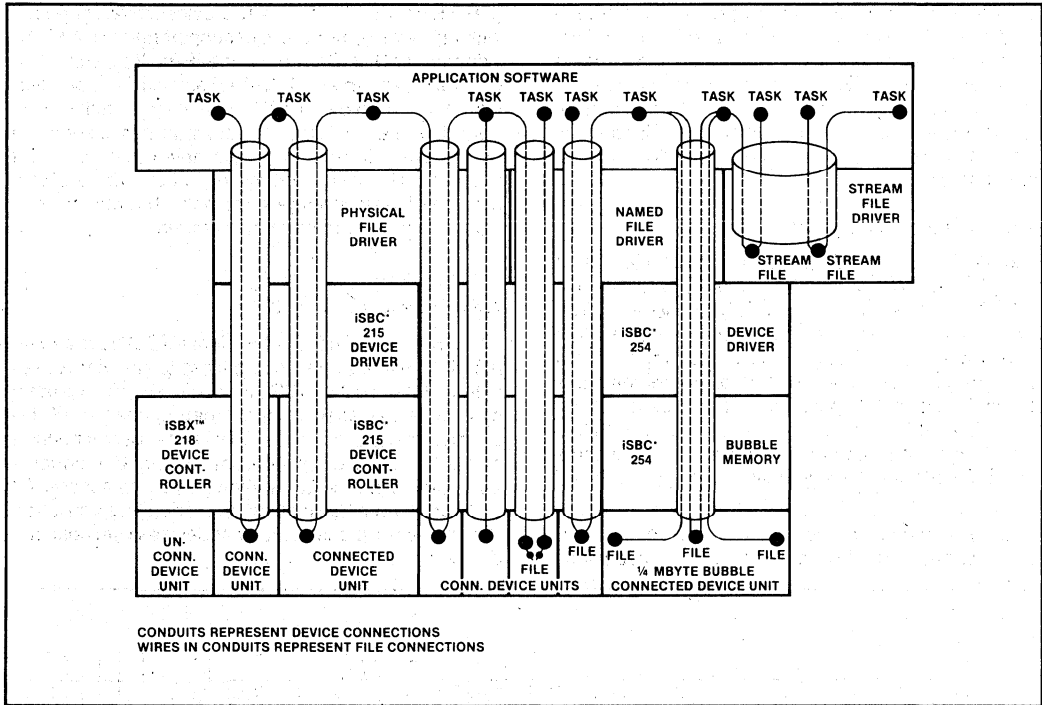 APPLICATION SOFTWARE
TASK TASK TASK TASK TASK TASK TASK TASK TASK TASK TASK
PHYSICAL
FILE
DRIVER
NAMED
FILE
DRIVER
STREAM
FILE
DRIVER
STREAM
FILE
STREAM
FILE
iSBC*
215
DEVICE
DRIVER
iSBC*
254
DEVICE
DRIVER
iSBX™
218
DEVICE
CONT-
ROLLER
iSBC*
215
DEVICE
CONT-
ROLLER
iSBC*
254
BUBBLE
MEMORY
UN.
CONN.
DEVICE
UNIT
CONN.
DEVICE
UNIT
CONNECTED
DEVICE
UNIT
FILE
CONN. DEVICE UNITS
FILE
FILE
FILE
FILE
¼ MBYTE BUBBLE
CONNECTED DEVICE UNIT
CONDUITS REPRESENT DEVICE CONNECTIONS
WIRES IN CONDUITS REPRESENT FILE CONNECTIONS